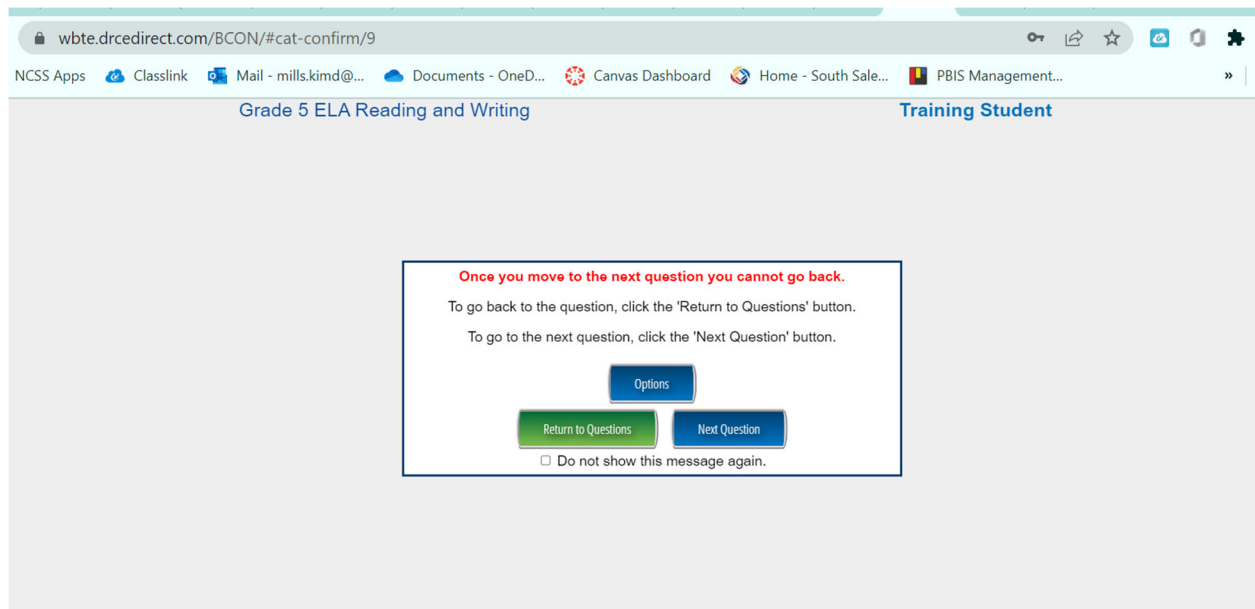 wbte.drcedirect.com/BCON/#cat-confirm/9
NCSS Apps Classlink Mail - mills.kimd@... Documents - OneD... Canvas Dashboard Home - South Sale... PBIS Management... »
Grade 5 ELA Reading and Writing Training Student
Once you move to the next question you cannot go back.
To go back to the question, click the 'Return to Questions' button.
To go to the next question, click the 'Next Question' button.
Options
Return to Questions Next Question
Do not show this message again.